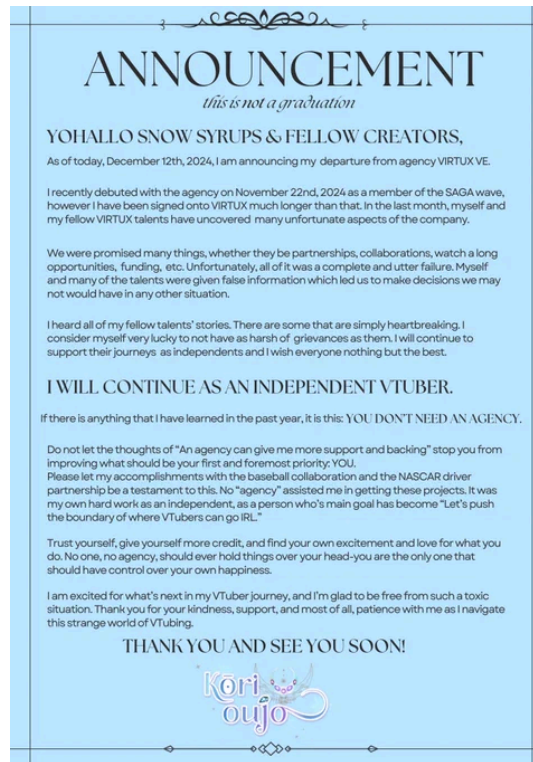 ANNOUNCEMENT
this is not a graduation
YOHALLO SNOW SYRUPS & FELLOW CREATORS,
As of today, December 12th, 2024, I am announcing my departure from agency VIRTUX VE.
I recently debuted with the agency on November 22nd, 2024 as a member of the SAGA wave,
however I have been signed onto VIRTUX much longer than that. In the last month, myself and
my fellow VIRTUX talents have uncovered many unfortunate aspects of the company.
We were promised many things, whether they be partnerships, collaborations, watch a long
opportunities, funding, etc. Unfortunately, all of it was a complete and utter failure. Myself
and many of the talents were given false information which led us to make decisions we may
not would have in any other situation.
I heard all of my fellow talents' stories. There are some that are simply heartbreaking. I
consider myself very lucky to not have as harsh of grievances as them. I will continue to
support their journeys as independents and I wish everyone nothing but the best.
I WILL CONTINUE AS AN INDEPENDENT VTUBER.
If there is anything that I have learned in the past year, it is this: YOU DON'T NEED AN AGENCY.
Do not let the thoughts of "An agency can give me more support and backing" stop you from
improving what should be your first and foremost priority: YOU.
Please let my accomplishments with the baseball collaboration and the NASCAR driver
partnership be a testament to this. No "agency" assisted me in getting these projects. It was
my own hard work as an independent, as a person who's main goal has become "Let's push
the boundary of where VTubers can go IRL."
Trust yourself, give yourself more credit, and find your own excitement and love for what you
do. No one, no agency, should ever hold things over your head-you are the only one that
should have control over your own happiness.
I am excited for what's next in my VTuber journey, and I'm glad to be free from such a toxic
situation. Thank you for your kindness, support, and most of all, patience with me as I navigate
this strange world of VTubing.
THANK YOU AND SEE YOU SOON!
Kōri
oujo